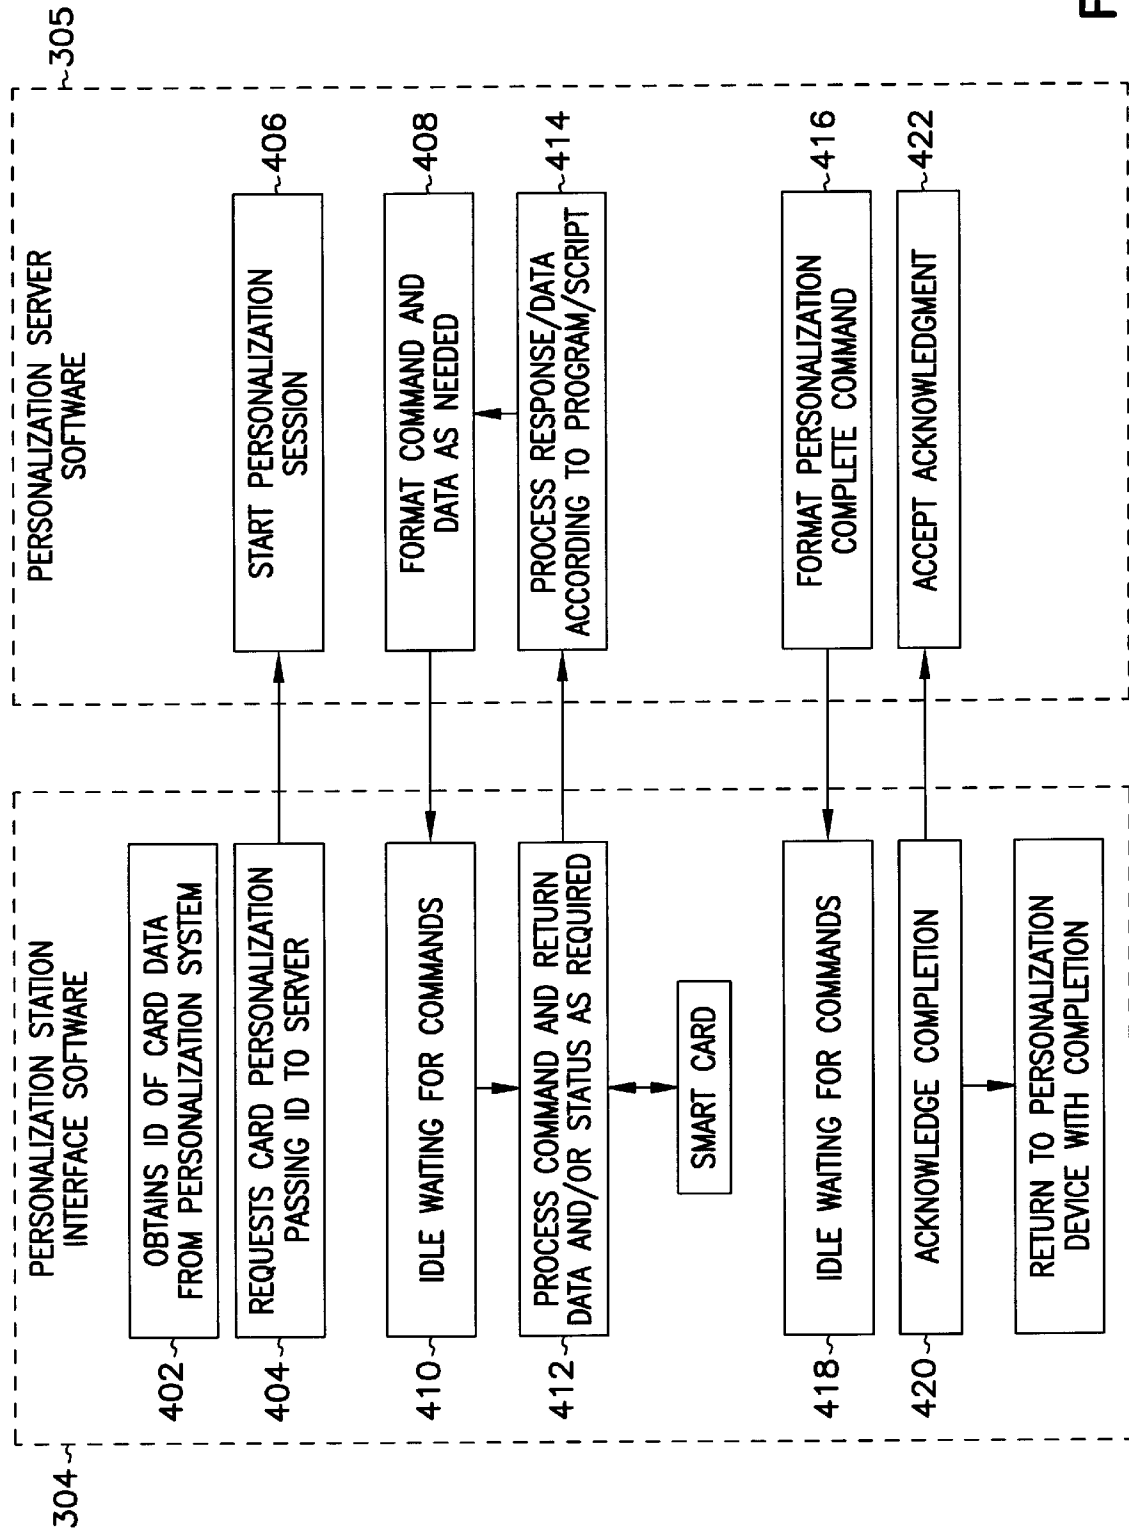 304
PERSONALIZATION STATION
INTERFACE SOFTWARE
402
OBTAINS ID OF CARD DATA
FROM PERSONALIZATION SYSTEM
404
REQUESTS CARD PERSONALIZATION
PASSING ID TO SERVER
410
IDLE WAITING FOR COMMANDS
412
PROCESS COMMAND AND RETURN
DATA AND/OR STATUS AS REQUIRED
SMART CARD
418
IDLE WAITING FOR COMMANDS
420
ACKNOWLEDGE COMPLETION
RETURN TO PERSONALIZATION
DEVICE WITH COMPLETION
305
PERSONALIZATION SERVER
SOFTWARE
START PERSONALIZATION
SESSION
406
FORMAT COMMAND AND
DATA AS NEEDED
408
PROCESS RESPONSE/DATA
ACCORDING TO PROGRAM/SCRIPT
414
FORMAT PERSONALIZATION
COMPLETE COMMAND
416
ACCEPT ACKNOWLEDGMENT
422
F